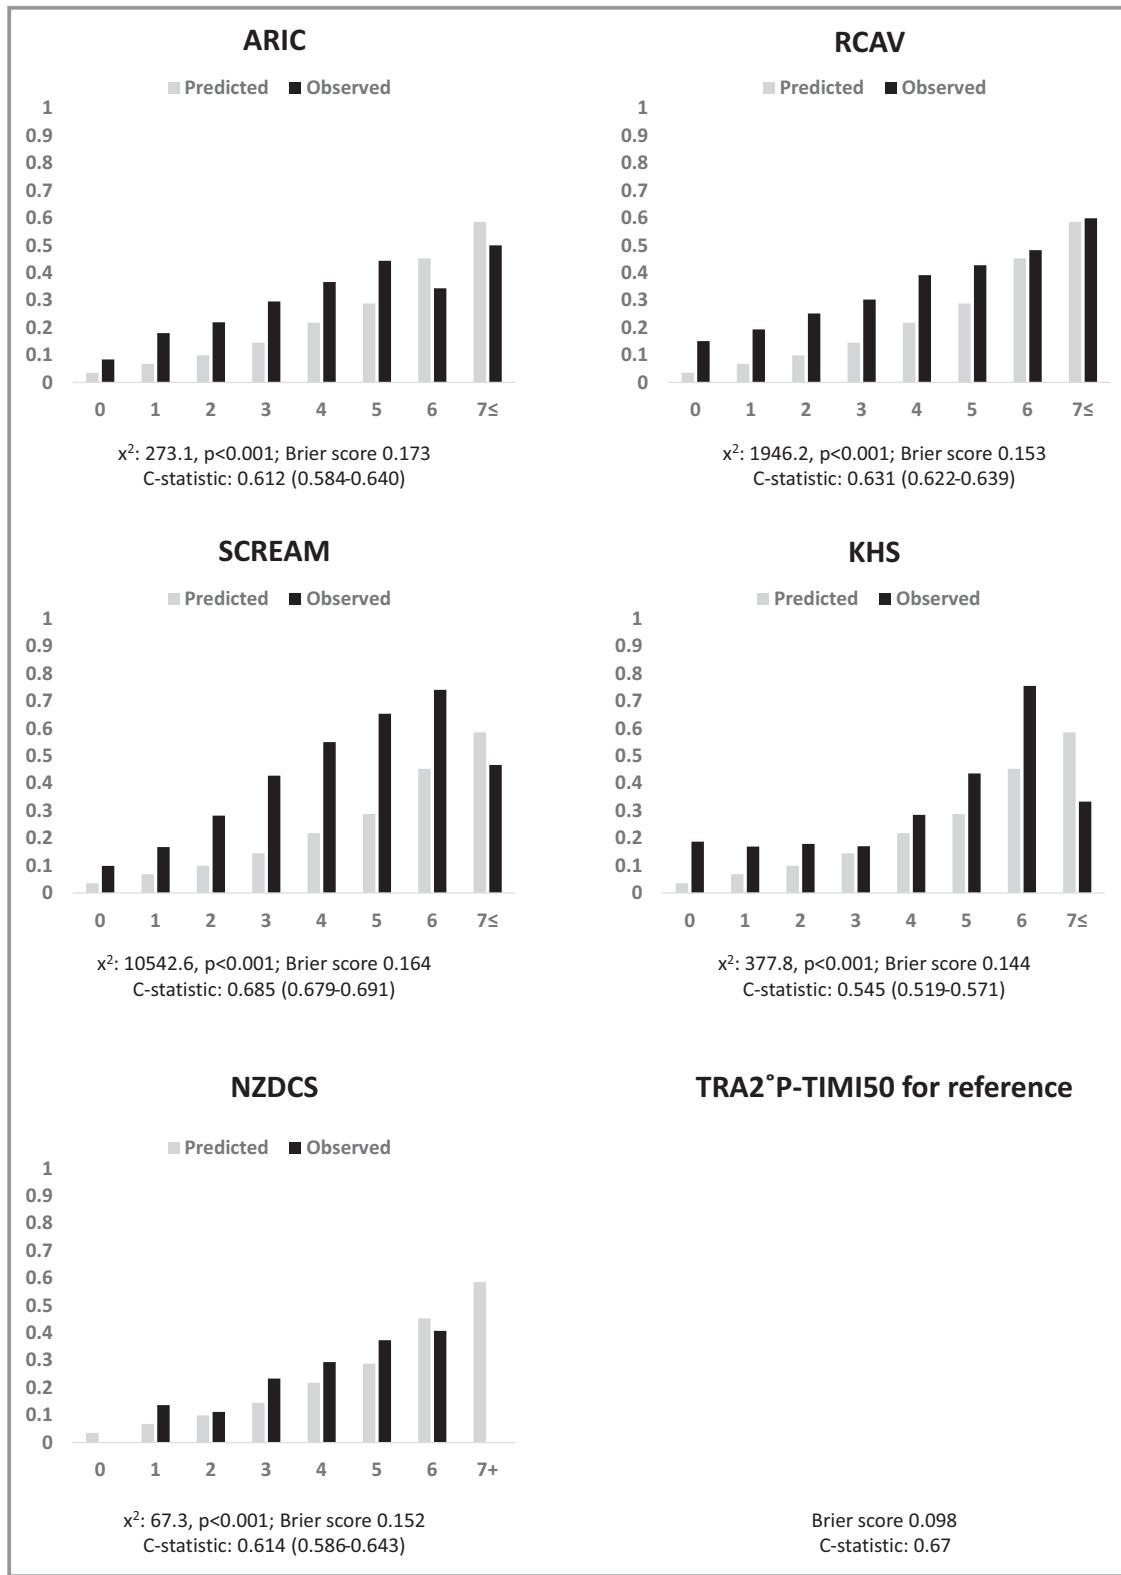 ARIC
Predicted Observed
1
0.9
0.8
0.7
0.6
0.5
0.4
0.3
0.2
0.1
0
0 1 2 3 4 5 6 7≤
x²: 273.1, p<0.001; Brier score 0.173
C-statistic: 0.612 (0.584-0.640)
RCAV
Predicted Observed
1
0.9
0.8
0.7
0.6
0.5
0.4
0.3
0.2
0.1
0
0 1 2 3 4 5 6 7≤
x²: 1946.2, p<0.001; Brier score 0.153
C-statistic: 0.631 (0.622-0.639)
SCREAM
Predicted Observed
1
0.9
0.8
0.7
0.6
0.5
0.4
0.3
0.2
0.1
0
0 1 2 3 4 5 6 7≤
x²: 10542.6, p<0.001; Brier score 0.164
C-statistic: 0.685 (0.679-0.691)
KHS
Predicted Observed
1
0.9
0.8
0.7
0.6
0.5
0.4
0.3
0.2
0.1
0
0 1 2 3 4 5 6 7≤
x²: 377.8, p<0.001; Brier score 0.144
C-statistic: 0.545 (0.519-0.571)
NZDCS
Predicted Observed
1
0.9
0.8
0.7
0.6
0.5
0.4
0.3
0.2
0.1
0
0 1 2 3 4 5 6 7+
x²: 67.3, p<0.001; Brier score 0.152
C-statistic: 0.614 (0.586-0.643)
TRA2°P-TIMI50 for reference
Brier score 0.098
C-statistic: 0.67